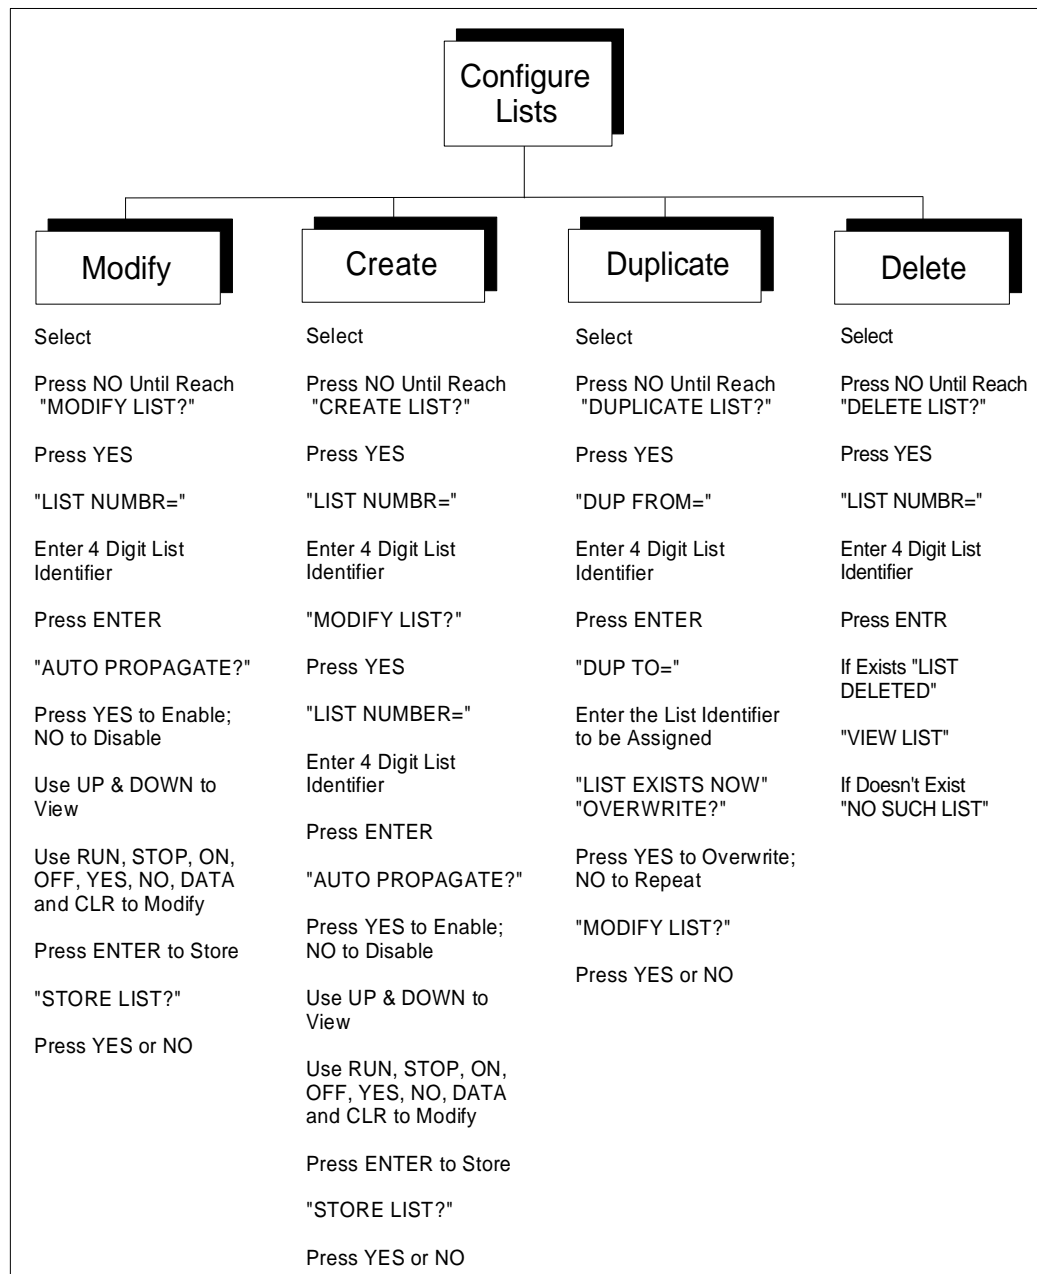 Configure
Lists
Modify
Select
Press NO Until Reach
"MODIFY LIST?"
Press YES
"LIST NUMBR="
Enter 4 Digit List
Identifier
Press ENTER
"AUTO PROPAGATE?"
Press YES to Enable;
NO to Disable
Use UP & DOWN to
View
Use RUN, STOP, ON,
OFF, YES, NO, DATA
and CLR to Modify
Press ENTER to Store
"STORE LIST?"
Press YES or NO
Create
Select
Press NO Until Reach
"CREATE LIST?"
Press YES
"LIST NUMBR="
Enter 4 Digit List
Identifier
"MODIFY LIST?"
Press YES
"LIST NUMBER="
Enter 4 Digit List
Identifier
Press ENTER
"AUTO PROPAGATE?"
Press YES to Enable;
NO to Disable
Use UP & DOWN to
View
Use RUN, STOP, ON,
OFF, YES, NO, DATA
and CLR to Modify
Press ENTER to Store
"STORE LIST?"
Press YES or NO
Duplicate
Select
Press NO Until Reach
"DUPLICATE LIST?"
Press YES
"DUP FROM="
Enter 4 Digit List
Identifier
Press ENTER
"DUP TO="
Enter the List Identifier
to be Assigned
"LIST EXISTS NOW"
"OVERWRITE?"
Press YES to Overwrite;
NO to Repeat
"MODIFY LIST?"
Press YES or NO
Delete
Select
Press NO Until Reach
"DELETE LIST?"
Press YES
"LIST NUMBR="
Enter 4 Digit List
Identifier
Press ENTR
If Exists "LIST
DELETED"
"VIEW LIST"
If Doesn't Exist
"NO SUCH LIST"